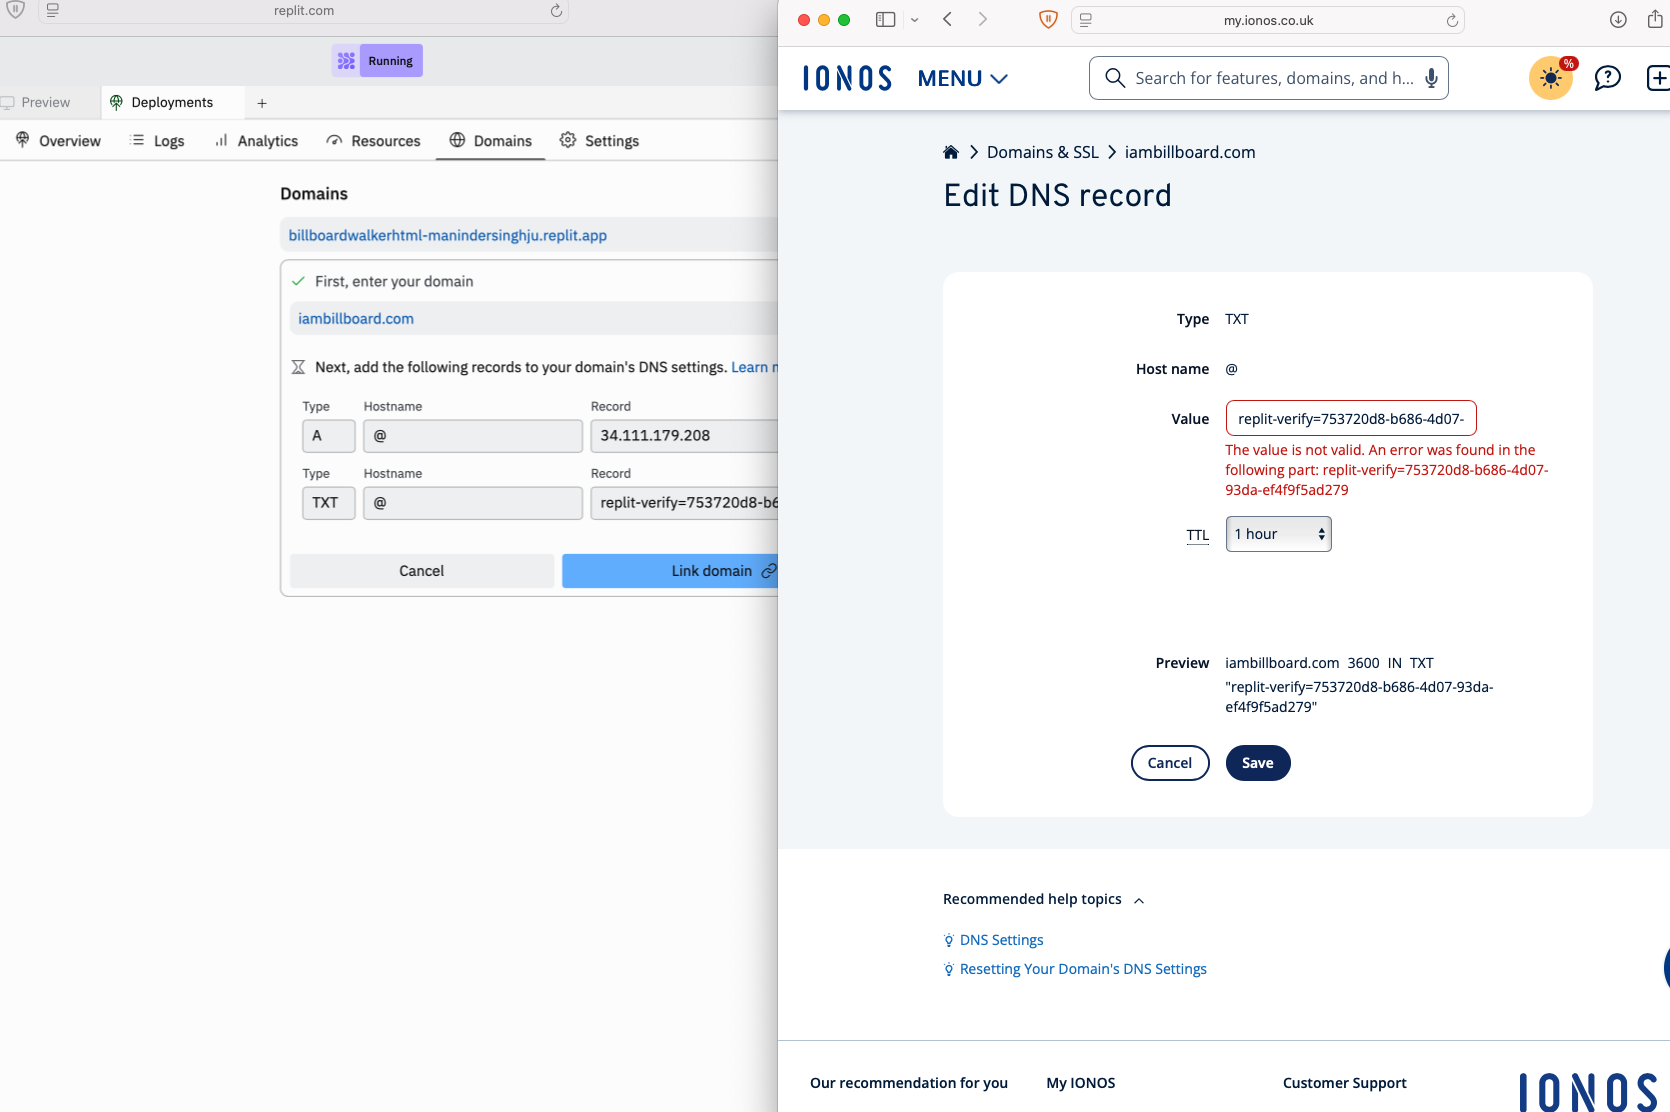 replit.com
Running
Preview
Deployments
+
Overview
Logs
Analytics
Resources
Domains
Settings
Domains
billboardwalkerhtml-manindersinghju.replit.app
First, enter your domain
iambillboard.com
Next, add the following records to your domain's DNS settings. Learn
Type Hostname Record
A @ 34.111.179.208
Type Hostname Record
TXT @ replit-verify=753720d8-b6
Cancel
Link domain
my.ionos.co.uk
IONOS MENU
Search for features, domains, and h...
%
Domains & SSL > iambillboard.com
Edit DNS record
Type TXT
Host name @
Value replit-verify=753720d8-b686-4d07-
The value is not valid. An error was found in the
following part: replit-verify=753720d8-b686-4d07-
93da-ef4f9f5ad279
TTL 1 hour
Preview iambillboard.com 3600 IN TXT
"replit-verify=753720d8-b686-4d07-93da-
ef4f9f5ad279"
Cancel
Save
Recommended help topics
DNS Settings
Resetting Your Domain's DNS Settings
Our recommendation for you
My IONOS
Customer Support
IONOS